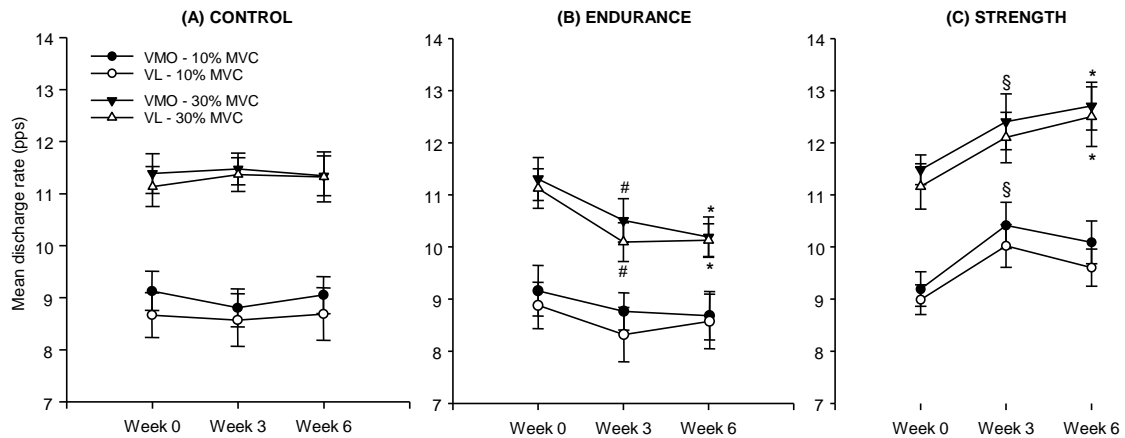 (A) CONTROL
(B) ENDURANCE
(C) STRENGTH
Mean discharge rate (pps)
14
13
12
11
10
9
8
7
VMO - 10% MVC
VL - 10% MVC
VMO - 30% MVC
VL - 30% MVC
Week 0 Week 3 Week 6
14
13
12
11
10
9
8
7
#
*
#
*
Week 0 Week 3 Week 6
14
13
12
11
10
9
8
7
§
*
*
§
Week 0 Week 3 Week 6